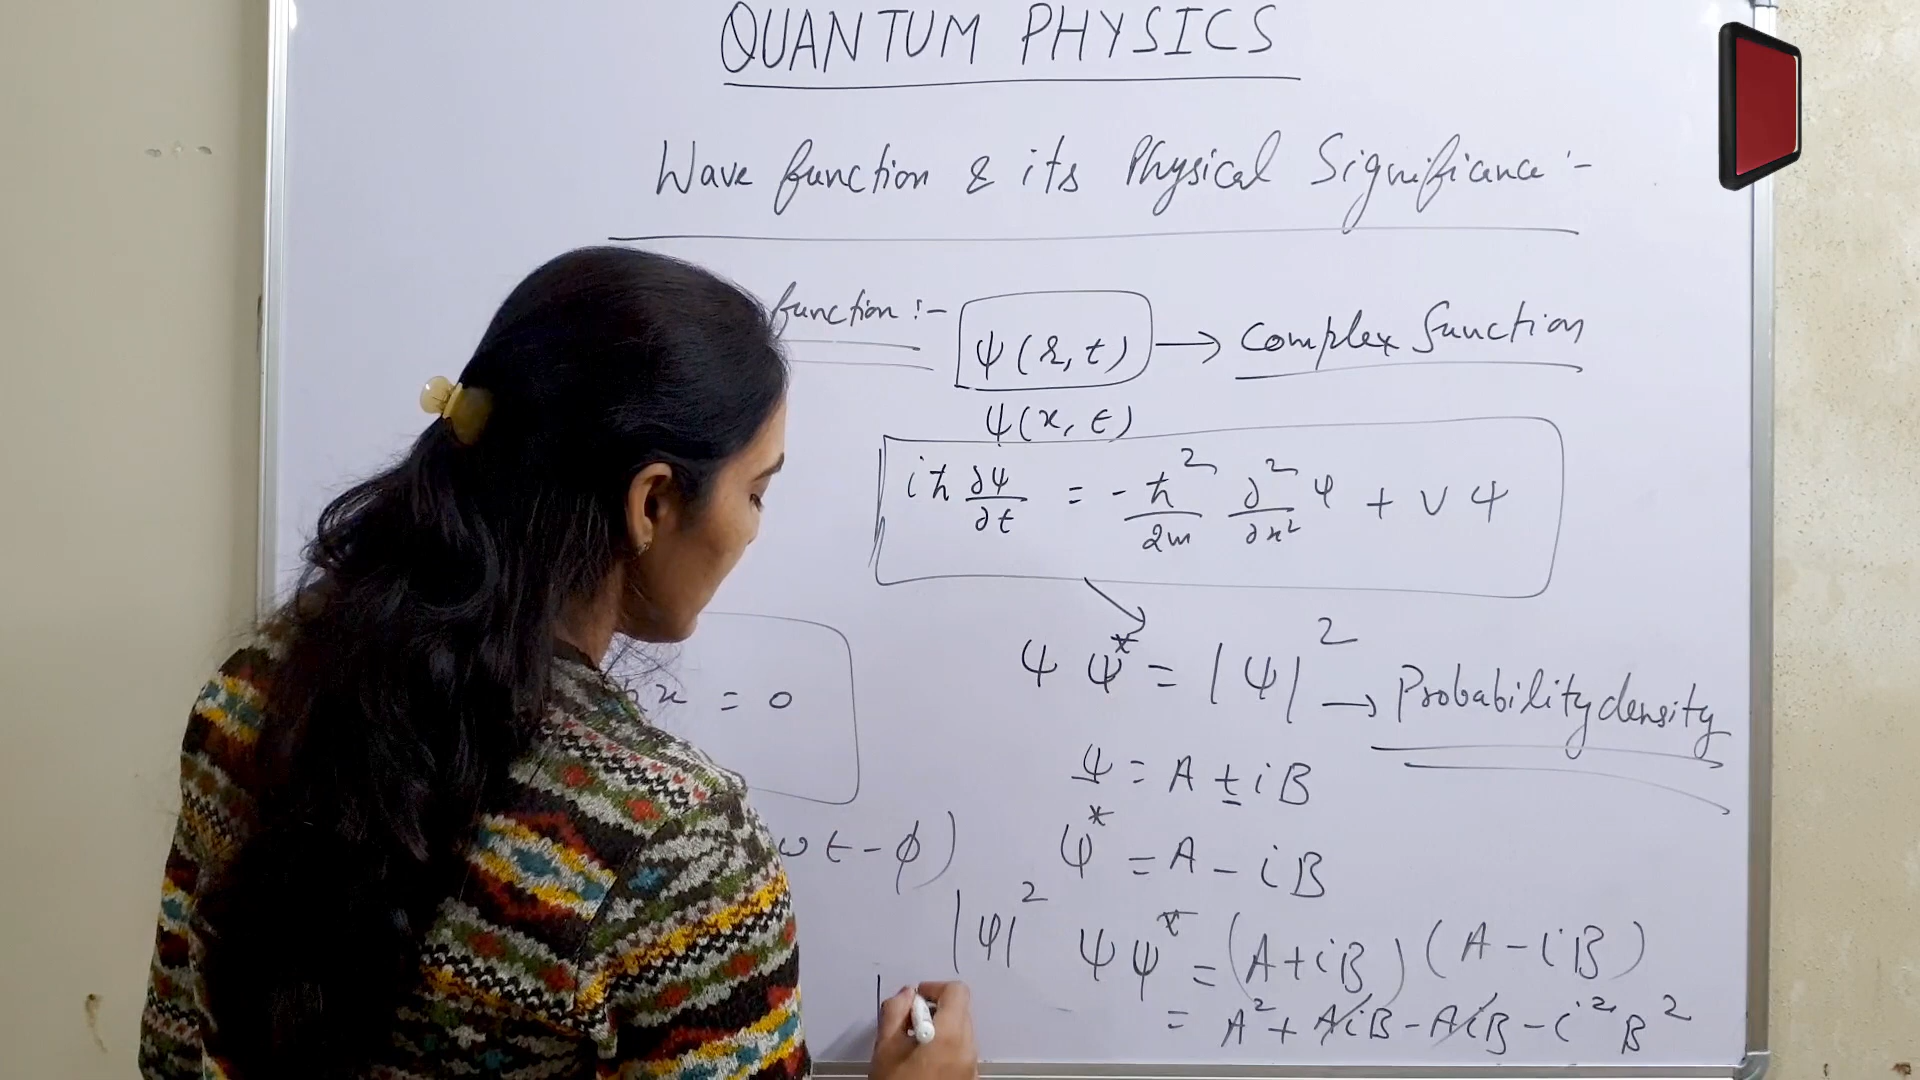 QUANTUM PHYSICS
Wave function & its Physical Significance :-
function :- ψ(r,t) → Complex function
ψ(x,t)
iħ ∂ψ/∂t = -ħ²/2m ∂²/∂x² ψ + Vψ
ψψ* = |ψ|² → Probability density
x = 0
ψ = A ± iB
ωt - φ)
ψ* = A - iB
|ψ|² ψψ* = (A+iB) (A-iB)
= A² + AiB - AiB - i²B²